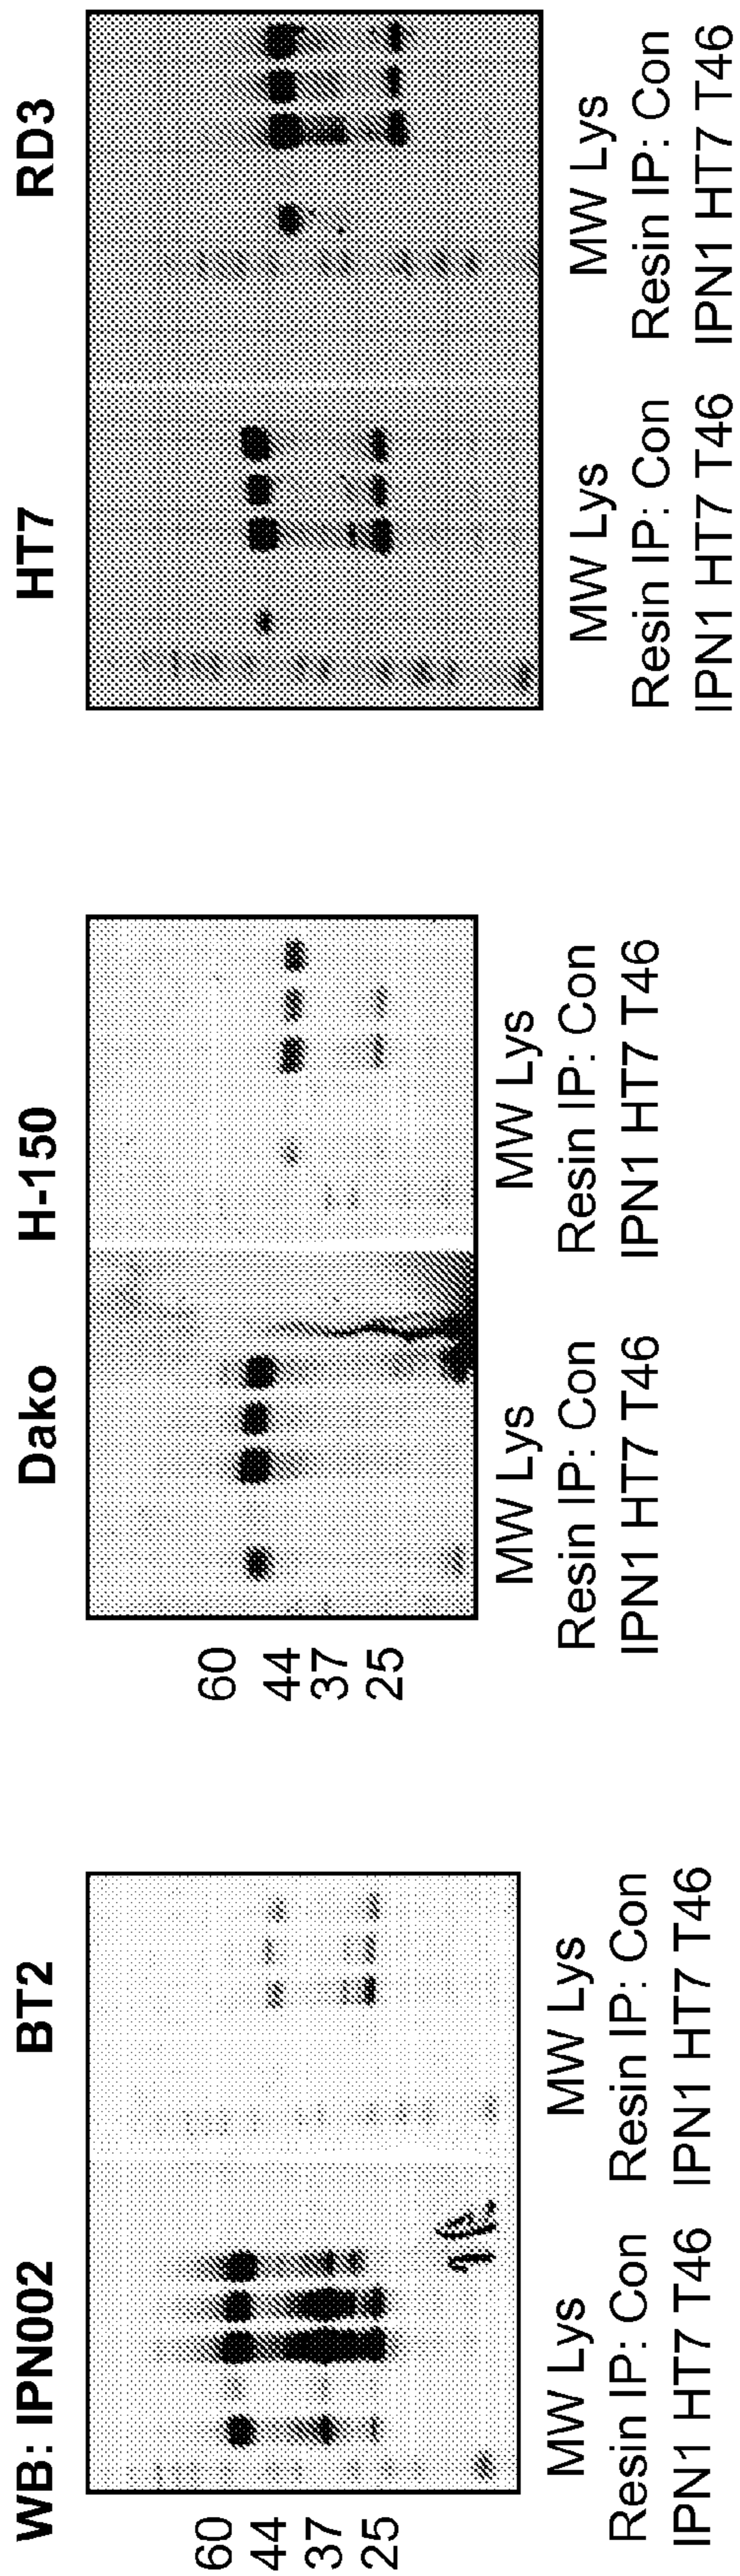 WB: IPN002
BT2
60
44
37
25
MW Lys
Resin IP: Con
IPN1 HT7 T46
MW Lys
Resin IP: Con
IPN1 HT7 T46
Dako
H-150
60
44
37
25
MW Lys
Resin IP: Con
IPN1 HT7 T46
MW Lys
Resin IP: Con
IPN1 HT7 T46
HT7
RD3
MW Lys
Resin IP: Con
IPN1 HT7 T46
MW Lys
Resin IP: Con
IPN1 HT7 T46